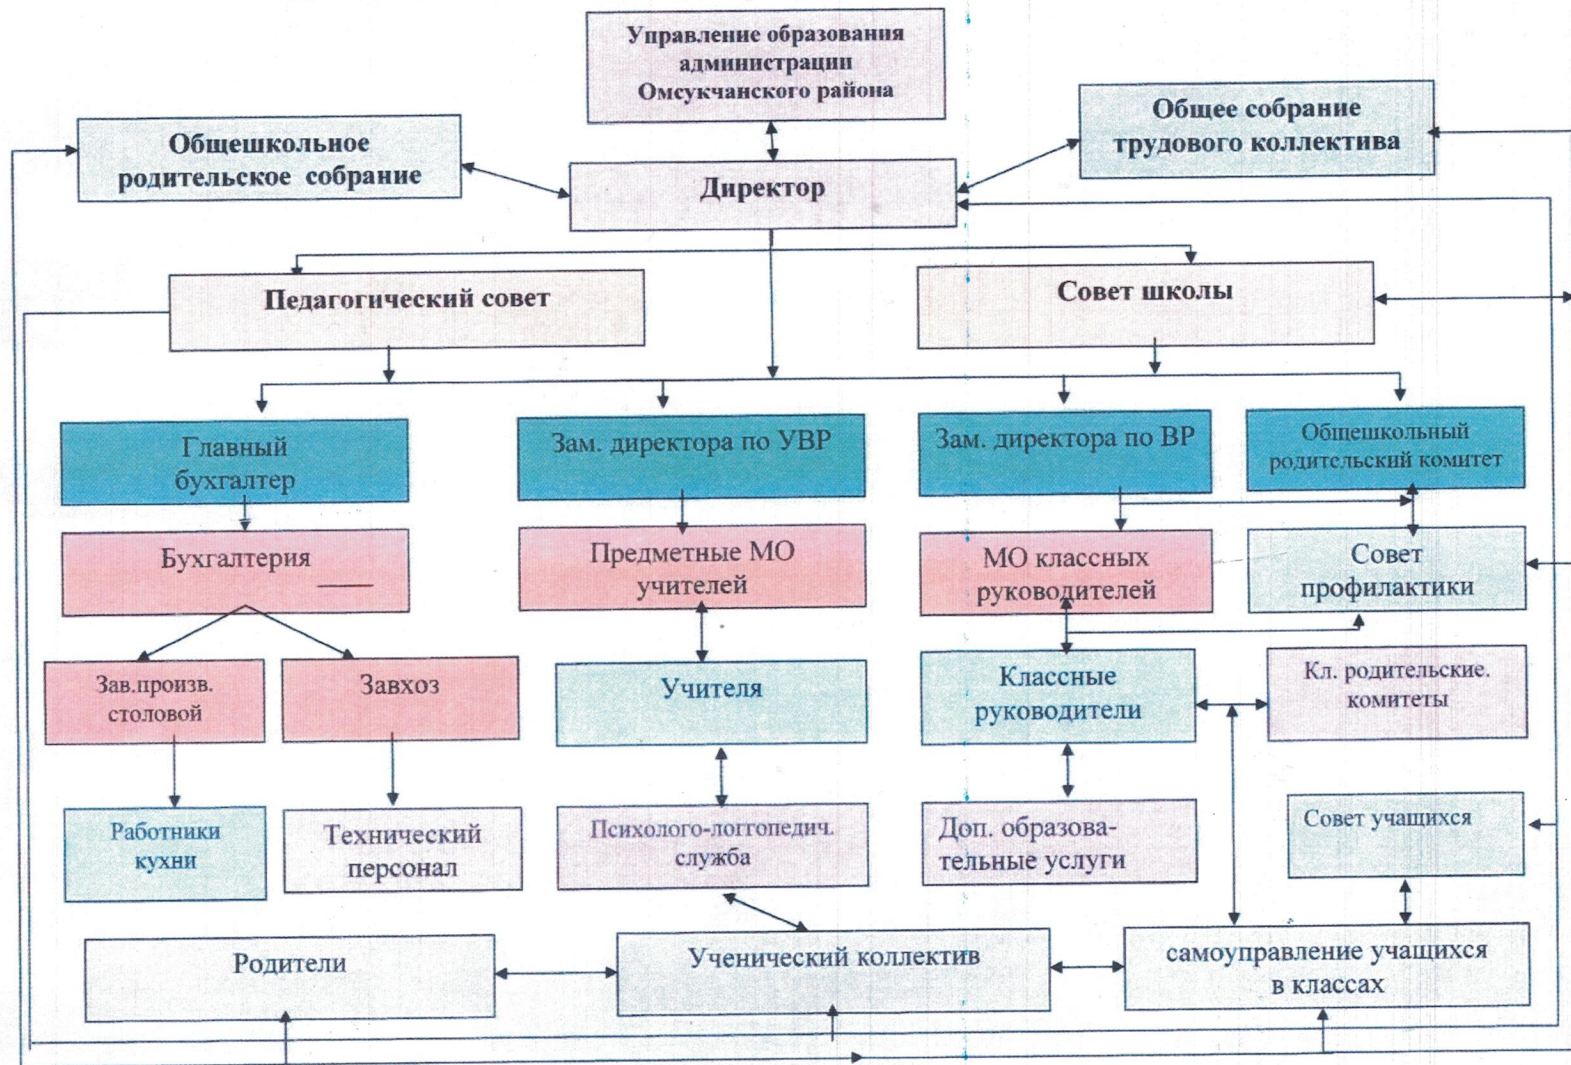 Управление образования
администрации
Омсукчанского района
Общешкольное
родительское собрание
Общее собрание
трудового коллектива
Директор
Педагогический совет
Совет школы
Главный
бухгалтер
Зам. директора по УВР
Зам. директора по ВР
Общешкольный
родительский комитет
Бухгалтерия
Предметные МО
учителей
МО классных
руководителей
Совет
профилактики
Зав.произв.
столовой
Завхоз
Учителя
Классные
руководители
Кл. родительские.
комитеты
Работники
кухни
Технический
персонал
Психолого-логгопедич.
служба
Доп. образова-
тельные услуги
Совет учащихся
Родители
Ученический коллектив
самоуправление учащихся
в классах